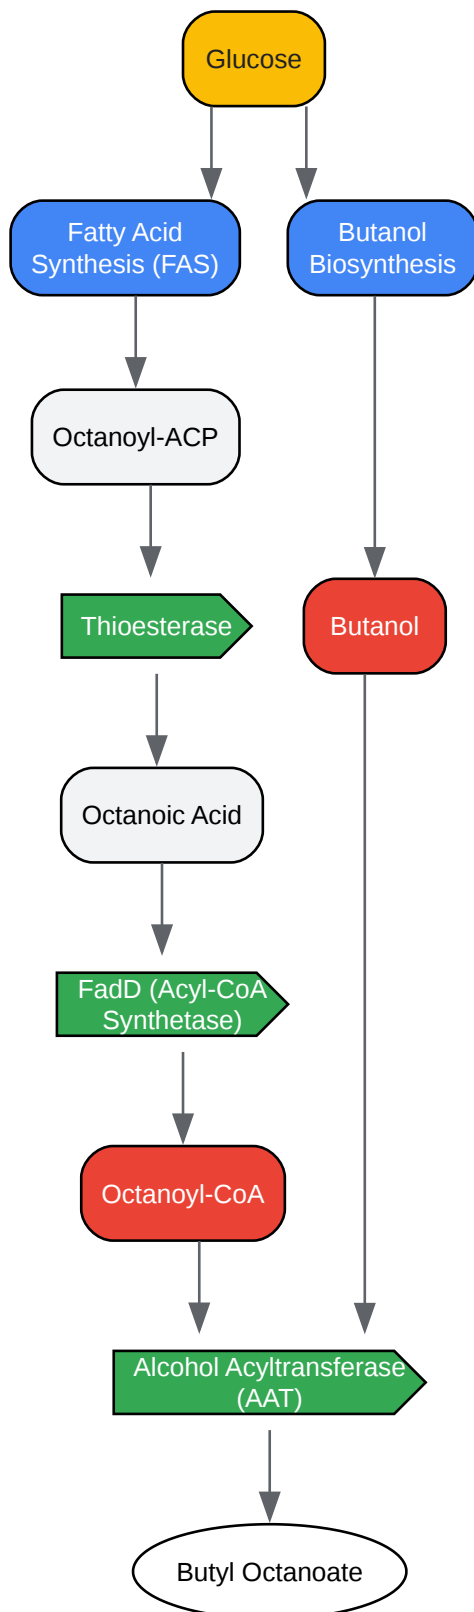 Glucose
Fatty Acid
Synthesis (FAS)
Butanol
Biosynthesis
Octanoyl-ACP
Thioesterase
Butanol
Octanoic Acid
FadD (Acyl-CoA
Synthetase)
Octanoyl-CoA
Alcohol Acyltransferase
(AAT)
Butyl Octanoate